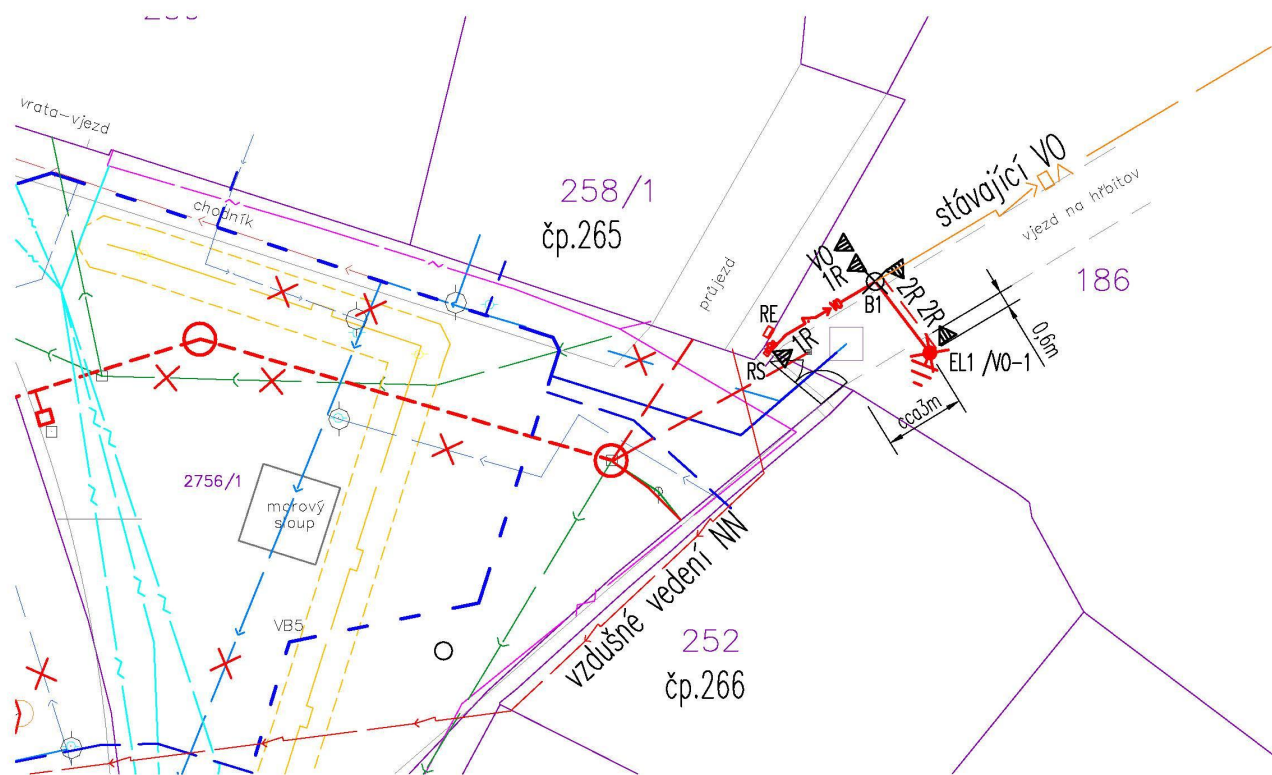 vrata-vjezd
chodník
258/1
čp.265
průjezd
stávající VO
vjezd na hřbitov
186
VO
1R
B1
2R
2R
0,6m
RE
RS
1R
EL1 /VO-1
cca3m
2756/1
morový
sloup
VB5
vzdušné vedení NN
252
čp.266